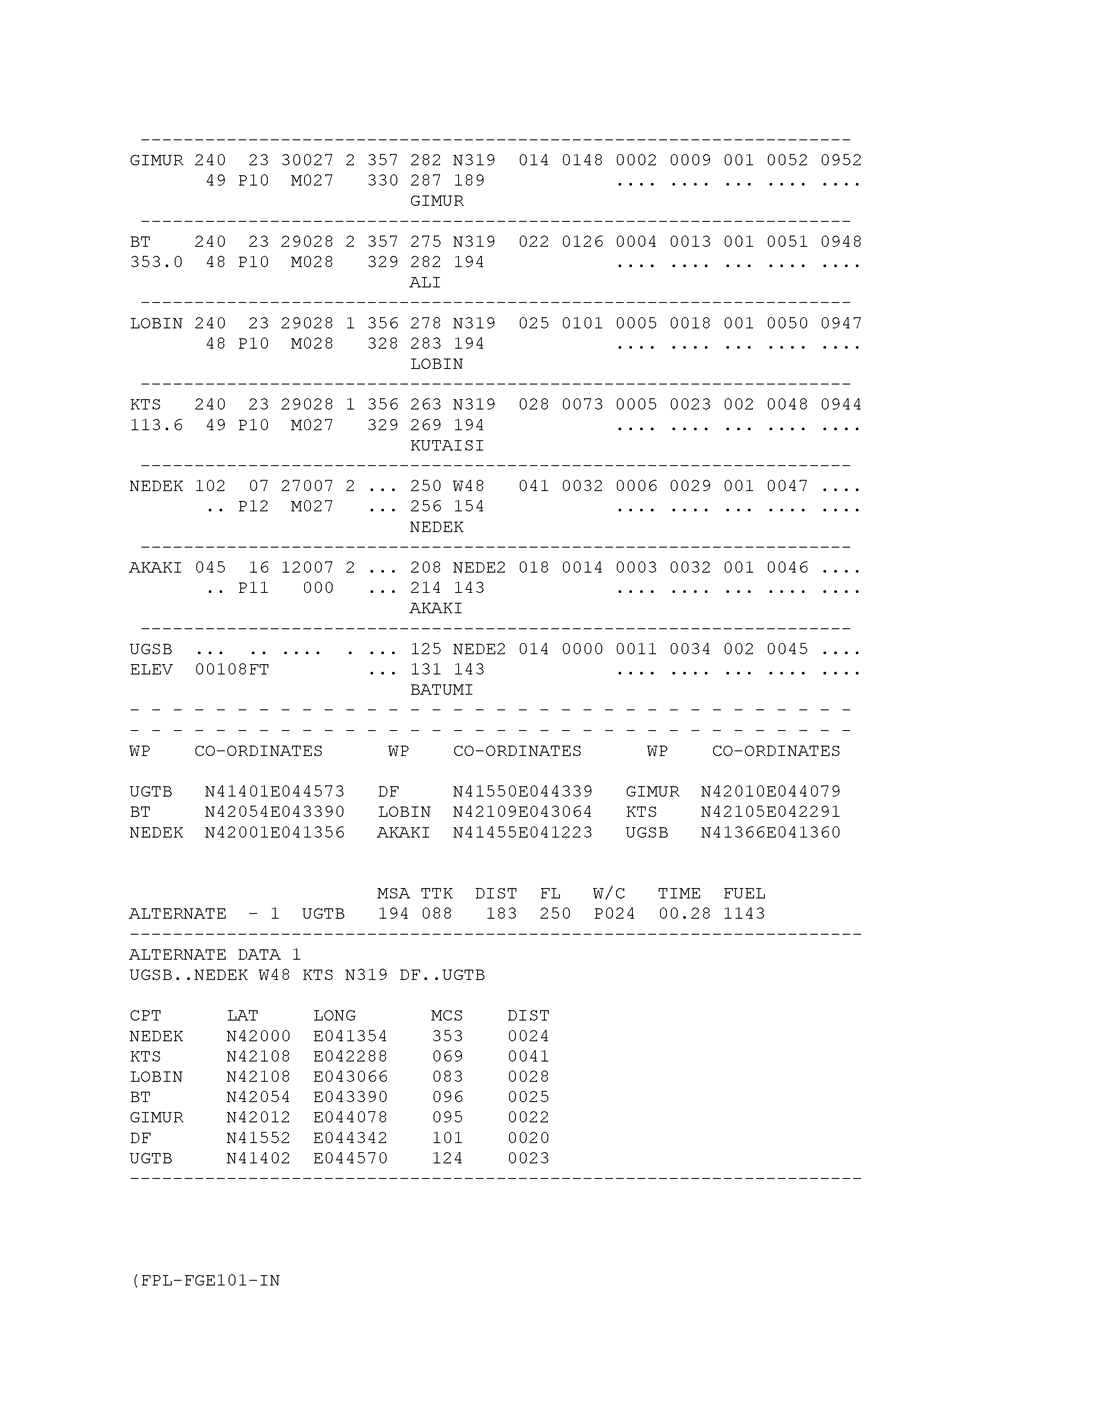 ------------------------------------------------------------------
GIMUR 240  23 30027 2 357 282 N319  014 0148 0002 0009 001 0052 0952
       49 P10  M027   330 287 189            .... .... ... .... ....
                          GIMUR
------------------------------------------------------------------
BT    240  23 29028 2 357 275 N319  022 0126 0004 0013 001 0051 0948
353.0  48 P10  M028   329 282 194            .... .... ... .... ....
                          ALI
------------------------------------------------------------------
LOBIN 240  23 29028 1 356 278 N319  025 0101 0005 0018 001 0050 0947
       48 P10  M028   328 283 194            .... .... ... .... ....
                          LOBIN
------------------------------------------------------------------
KTS   240  23 29028 1 356 263 N319  028 0073 0005 0023 002 0048 0944
113.6  49 P10  M027   329 269 194            .... .... ... .... ....
                          KUTAISI
------------------------------------------------------------------
NEDEK 102  07 27007 2 ... 250 W48   041 0032 0006 0029 001 0047 ....
       .. P12  M027   ... 256 154            .... .... ... .... ....
                          NEDEK
------------------------------------------------------------------
AKAKI 045  16 12007 2 ... 208 NEDE2 018 0014 0003 0032 001 0046 ....
       .. P11   000   ... 214 143            .... .... ... .... ....
                          AKAKI
------------------------------------------------------------------
UGSB  ...  .. .... . ... 125 NEDE2 014 0000 0011 0034 002 0045 ....
ELEV  00108FT         ... 131 143            .... .... ... .... ....
                          BATUMI
- - - - - - - - - - - - - - - - - - - - - - - - - - - - - - - - - -
- - - - - - - - - - - - - - - - - - - - - - - - - - - - - - - - - -
WP    CO-ORDINATES      WP    CO-ORDINATES      WP    CO-ORDINATES
UGTB   N41401E044573   DF     N41550E044339   GIMUR  N42010E044079
BT     N42054E043390   LOBIN  N42109E043064   KTS    N42105E042291
NEDEK  N42001E041356   AKAKI  N41455E041223   UGSB   N41366E041360
MSA TTK  DIST  FL   W/C   TIME  FUEL
ALTERNATE  - 1  UGTB   194 088   183  250  P024  00.28 1143
--------------------------------------------------------------------
ALTERNATE DATA 1
UGSB..NEDEK W48 KTS N319 DF..UGTB
CPT      LAT     LONG       MCS    DIST
NEDEK    N42000  E041354    353    0024
KTS      N42108  E042288    069    0041
LOBIN    N42108  E043066    083    0028
BT       N42054  E043390    096    0025
GIMUR    N42012  E044078    095    0022
DF       N41552  E044342    101    0020
UGTB     N41402  E044570    124    0023
--------------------------------------------------------------------
(FPL-FGE101-IN